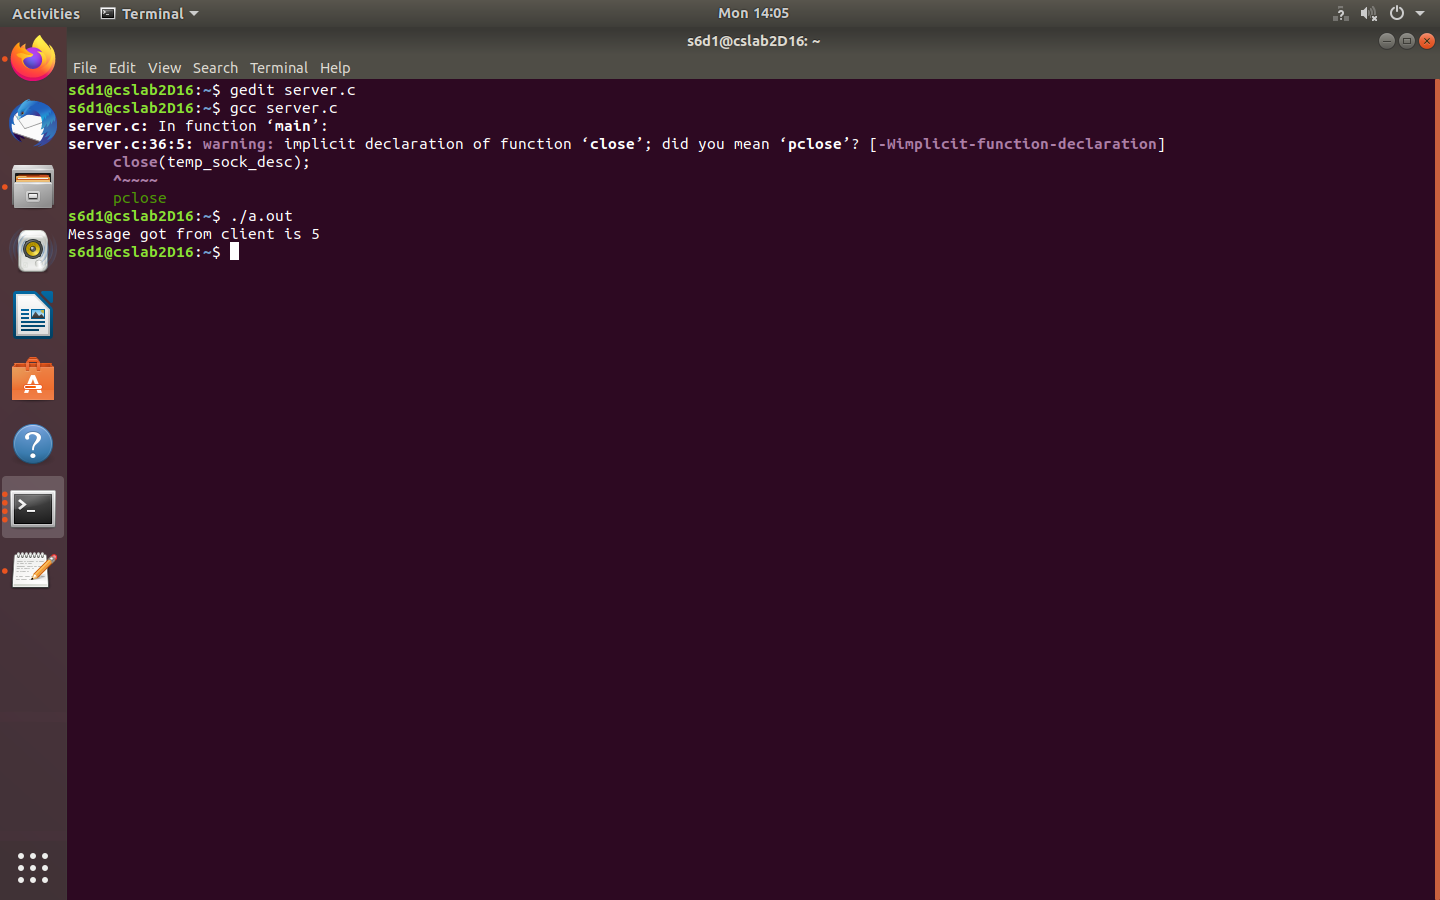 Activities Terminal Mon 14:05
s6d1@cslab2D16: ~
File Edit View Search Terminal Help
s6d1@cslab2D16:~$ gedit server.c
s6d1@cslab2D16:~$ gcc server.c
server.c: In function ‘main’:
server.c:36:5: warning: implicit declaration of function ‘close’; did you mean ‘pclose’? [-Wimplicit-function-declaration]
     close(temp_sock_desc);
     ^~~~~
     pclose
s6d1@cslab2D16:~$ ./a.out
Message got from client is 5
s6d1@cslab2D16:~$